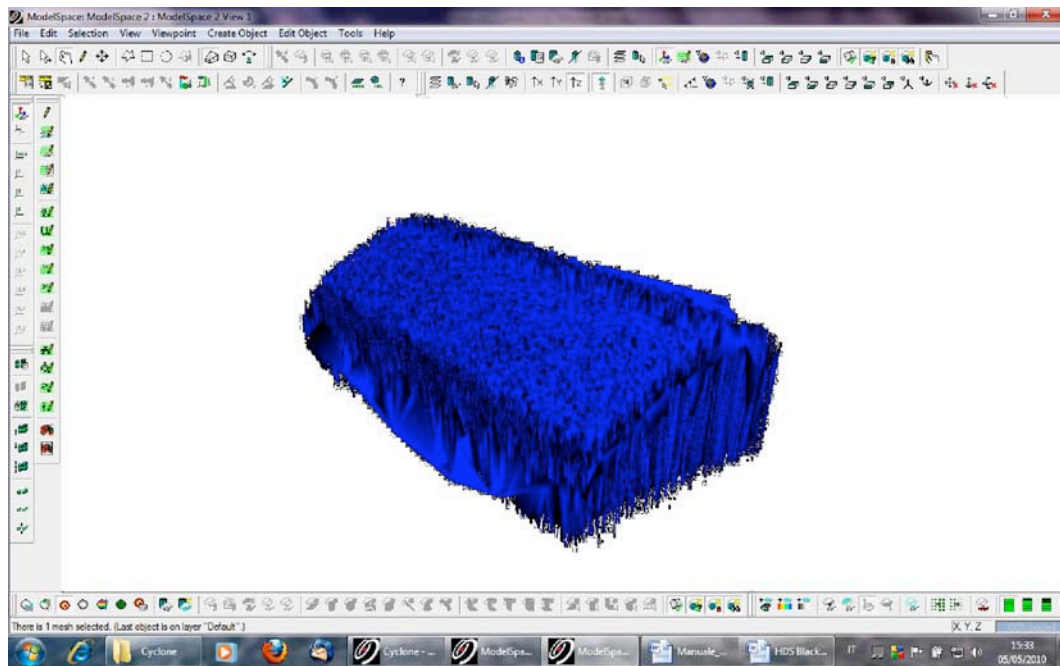 ModelSpace: ModelSpace 2 : ModelSpace 2 View 1
File Edit Selection View Viewpoint Create Object Edit Object Tools Help
There is 1 mesh selected. (Last object is on layer "Default".)
X, Y, Z
Cyclone
Cyclone - ...
ModelSpa...
ModelSpa...
Manuale_...
HDS Black...
IT
15:33
05/05/2010